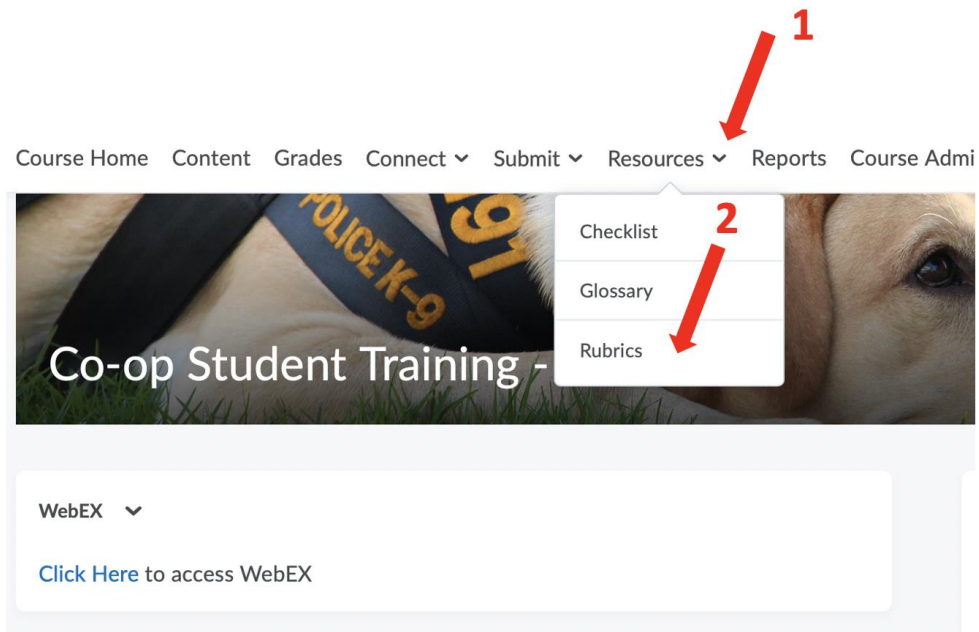 1
Course Home Content Grades Connect Submit Resources Reports Course Admi
Checklist
2
Glossary
Rubrics
POLICE K-9
91
Co-op Student Training -
WebEX
Click Here to access WebEX